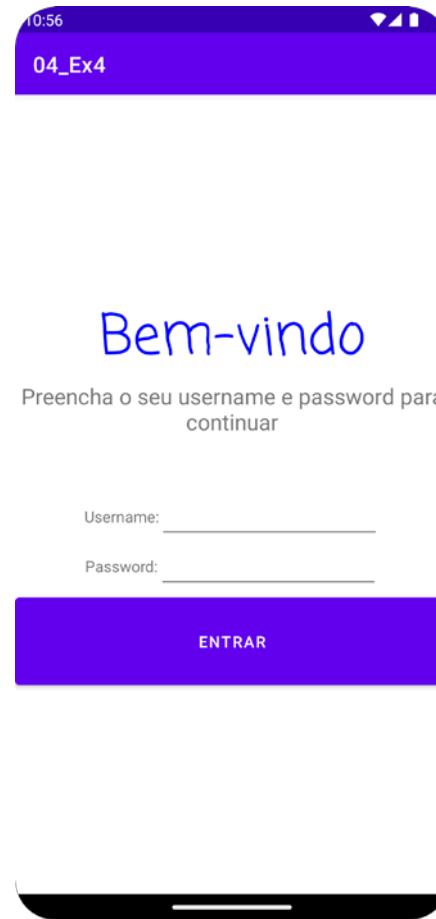 10:56
04_Ex4
Bem-vindo
Preencha o seu username e password para
continuar
Username:
Password:
ENTRAR